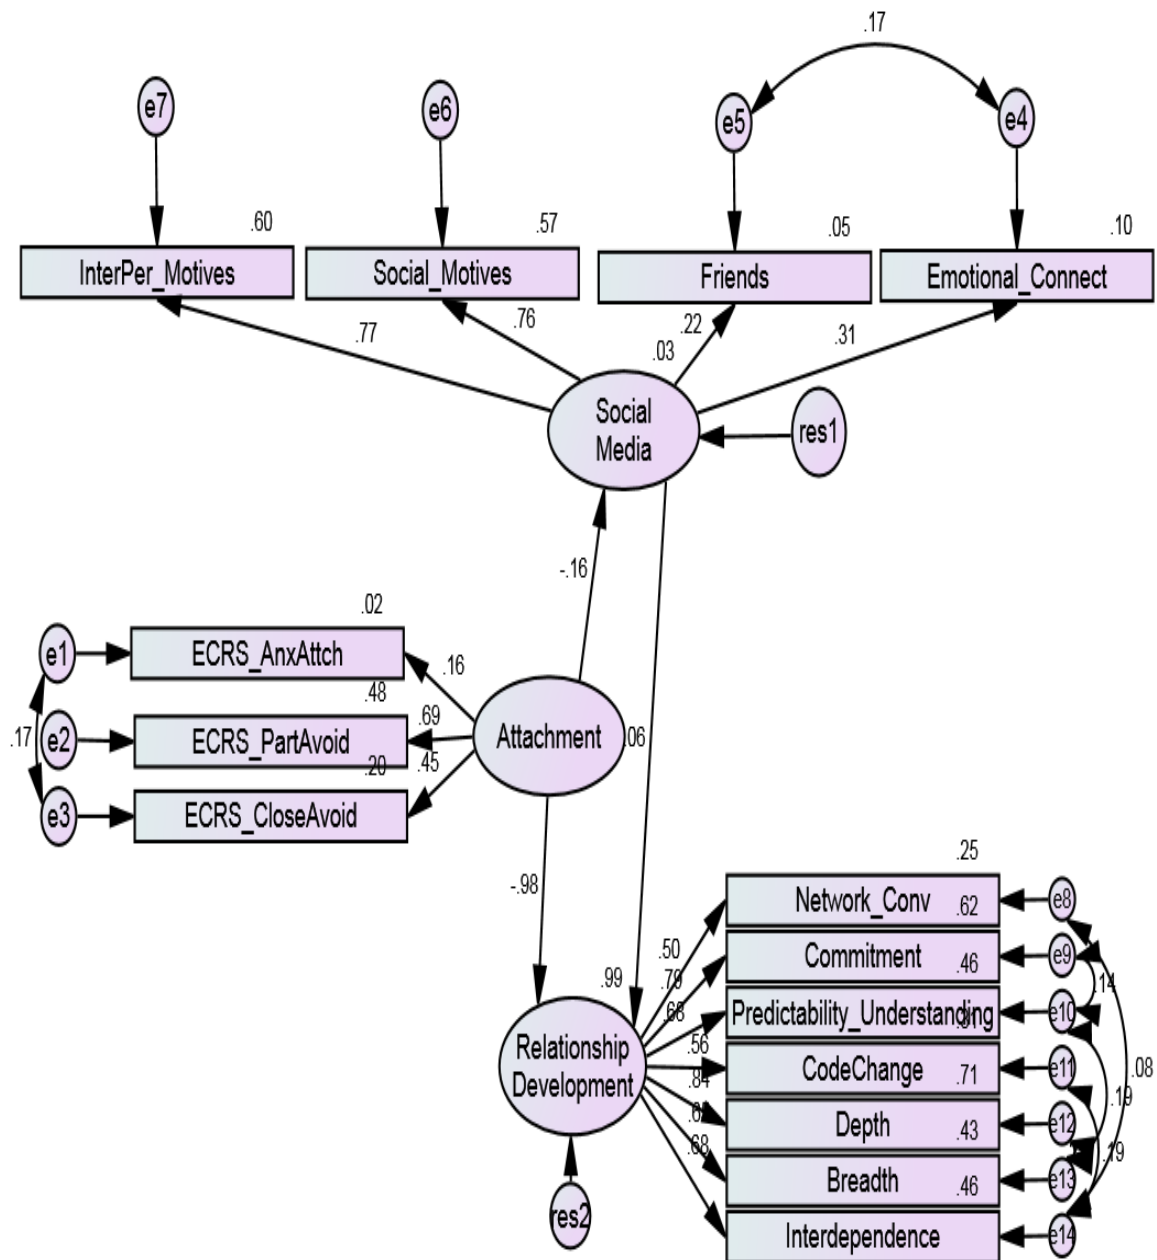 .17
e7
e6
e5
e4
.60
.57
.05
.10
InterPer_Motives
Social_Motives
Friends
Emotional_Connect
.77
.76
.22
.31
.03
Social
Media
res1
-.16
.02
e1
ECRS_AnxAttch
.16
.48
.17
e2
ECRS_PartAvoid
.69
Attachment
.06
.20
.45
e3
ECRS_CloseAvoid
-.98
.25
Network_Conv
.62
e8
.50
Commitment
.46
e9
.79
.14
.99
.68
Predictability_Understanding
e10
Relationship
Development
.56
CodeChange
.71
e11
.08
.84
.19
Depth
.43
e12
.19
.68
Breadth
.46
e13
res2
Interdependence
e14